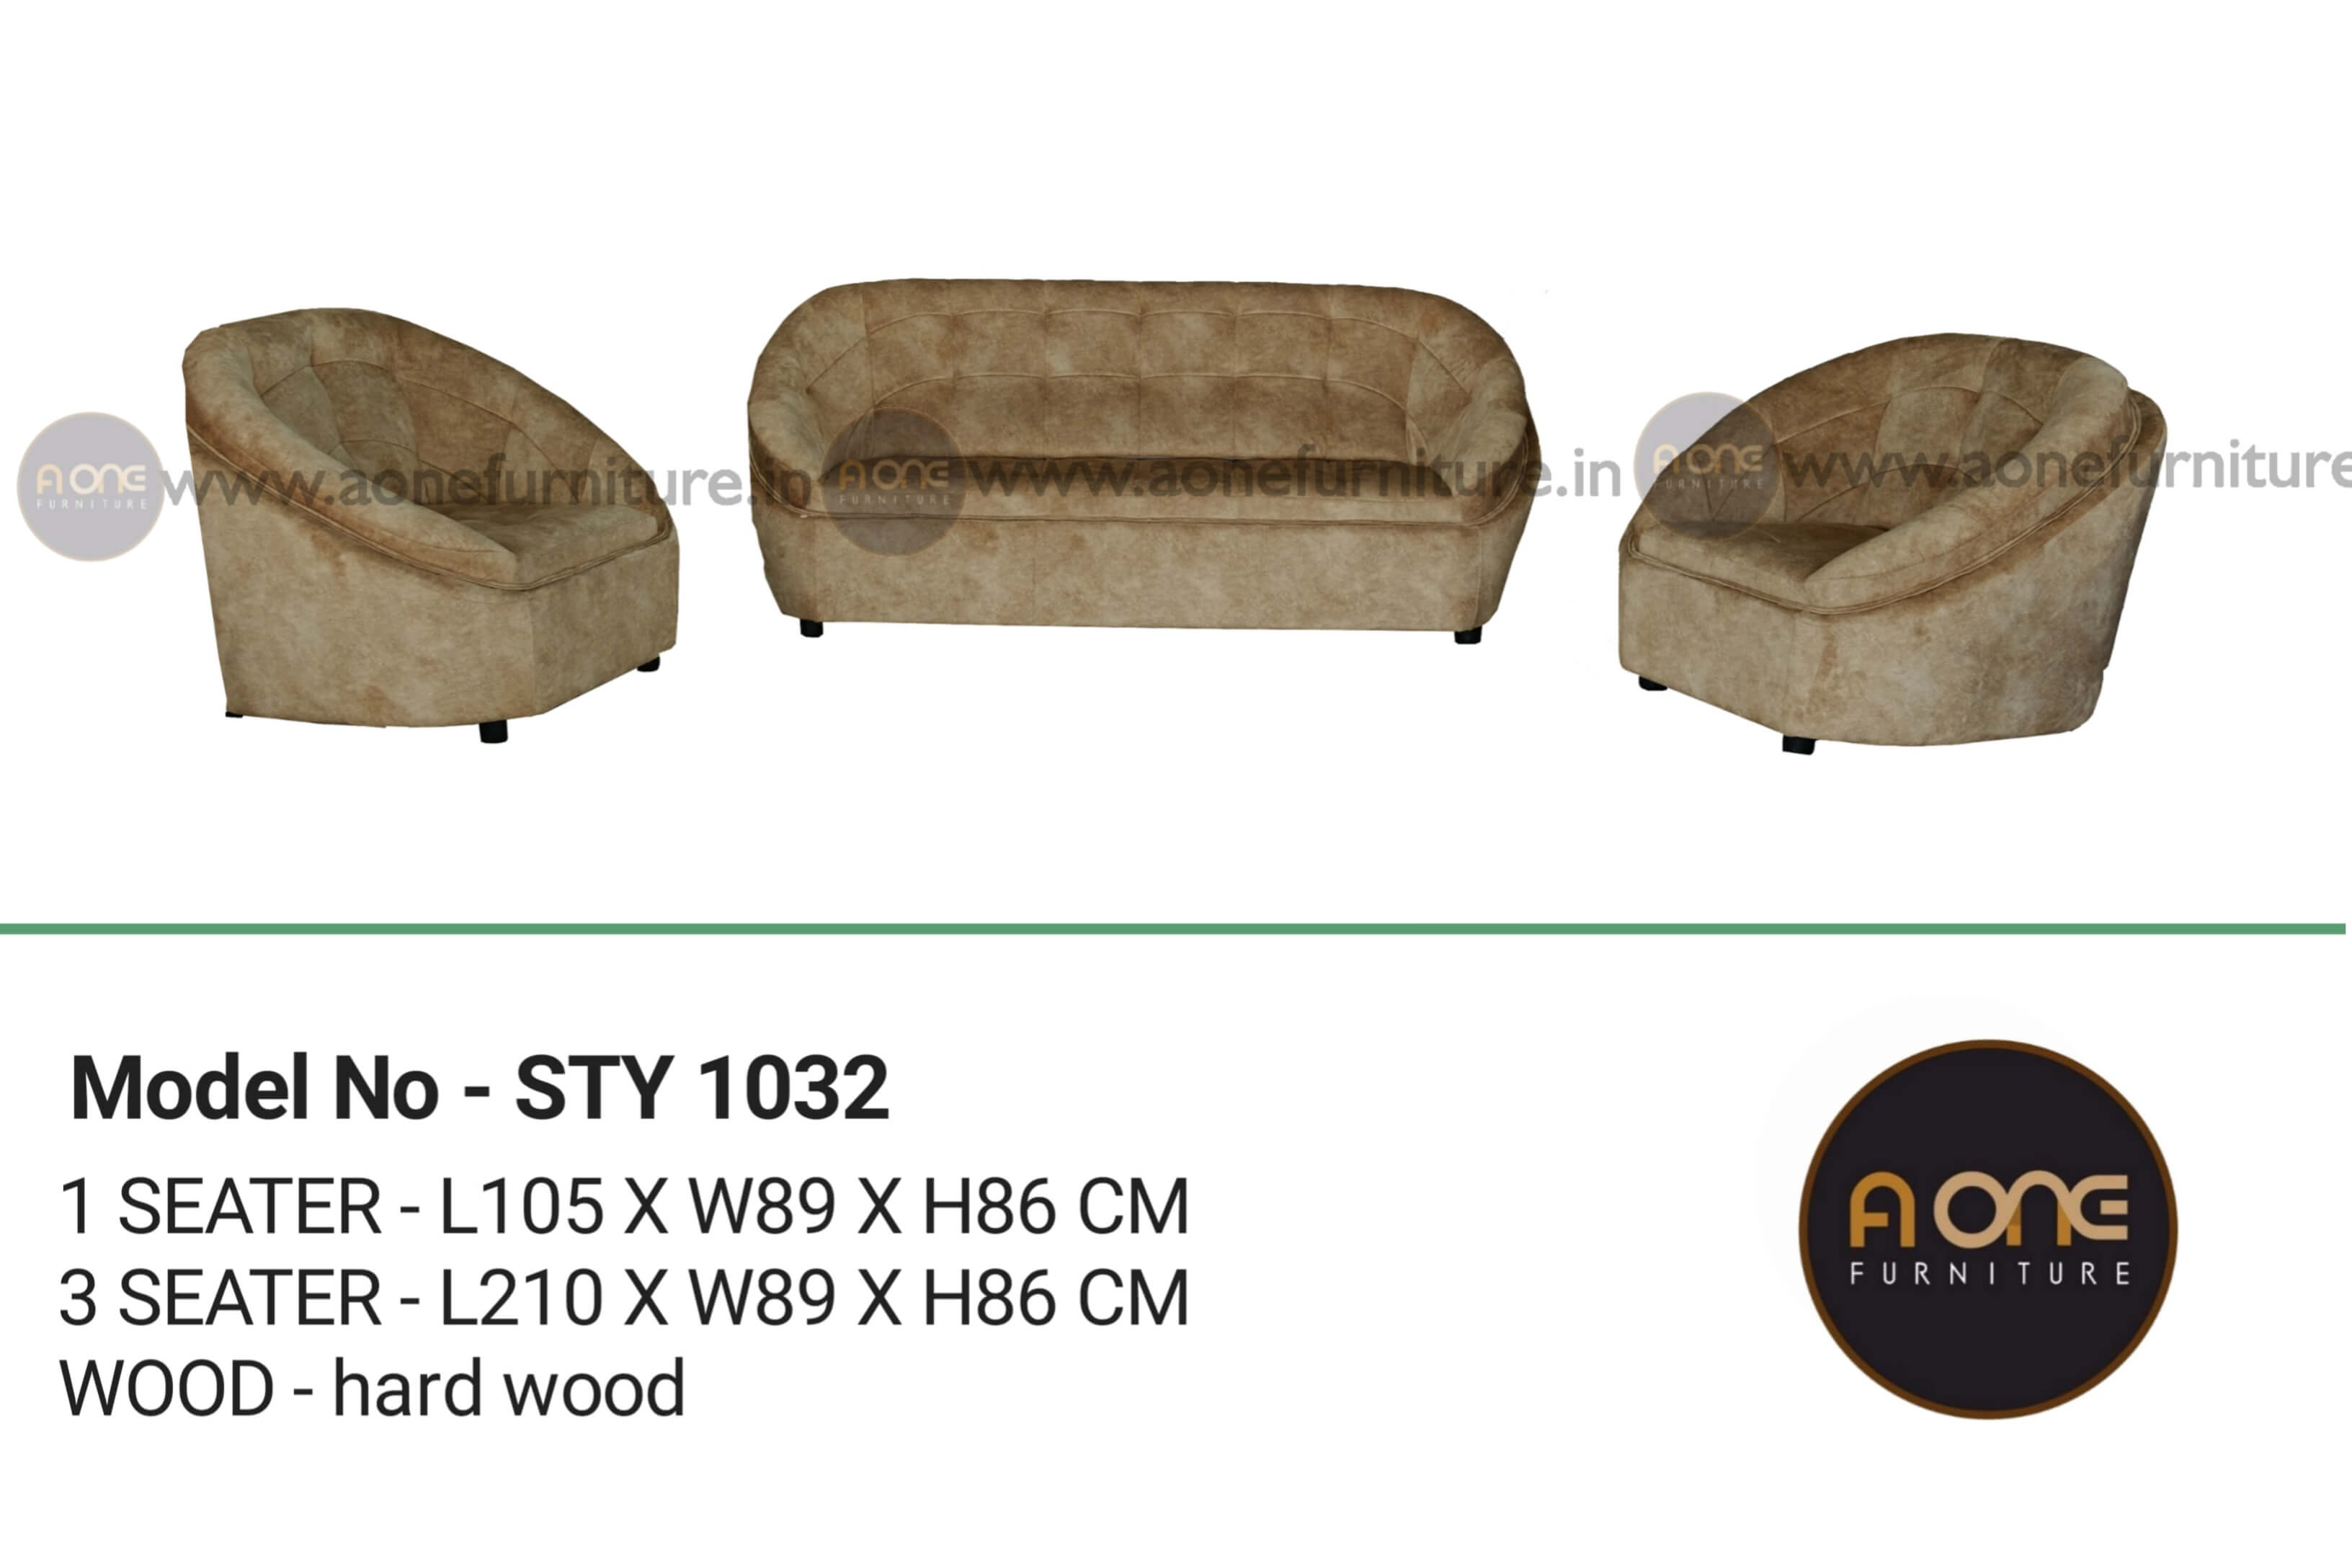 A ONE
FURNITURE
www.aonefurniture.in
A ONE
FURNITURE
www.aonefurniture.in
A ONE
FURNITURE
www.aonefurniture
Model No - STY 1032
1 SEATER - L105 X W89 X H86 CM
3 SEATER - L210 X W89 X H86 CM
WOOD - hard wood
A ONE
FURNITURE